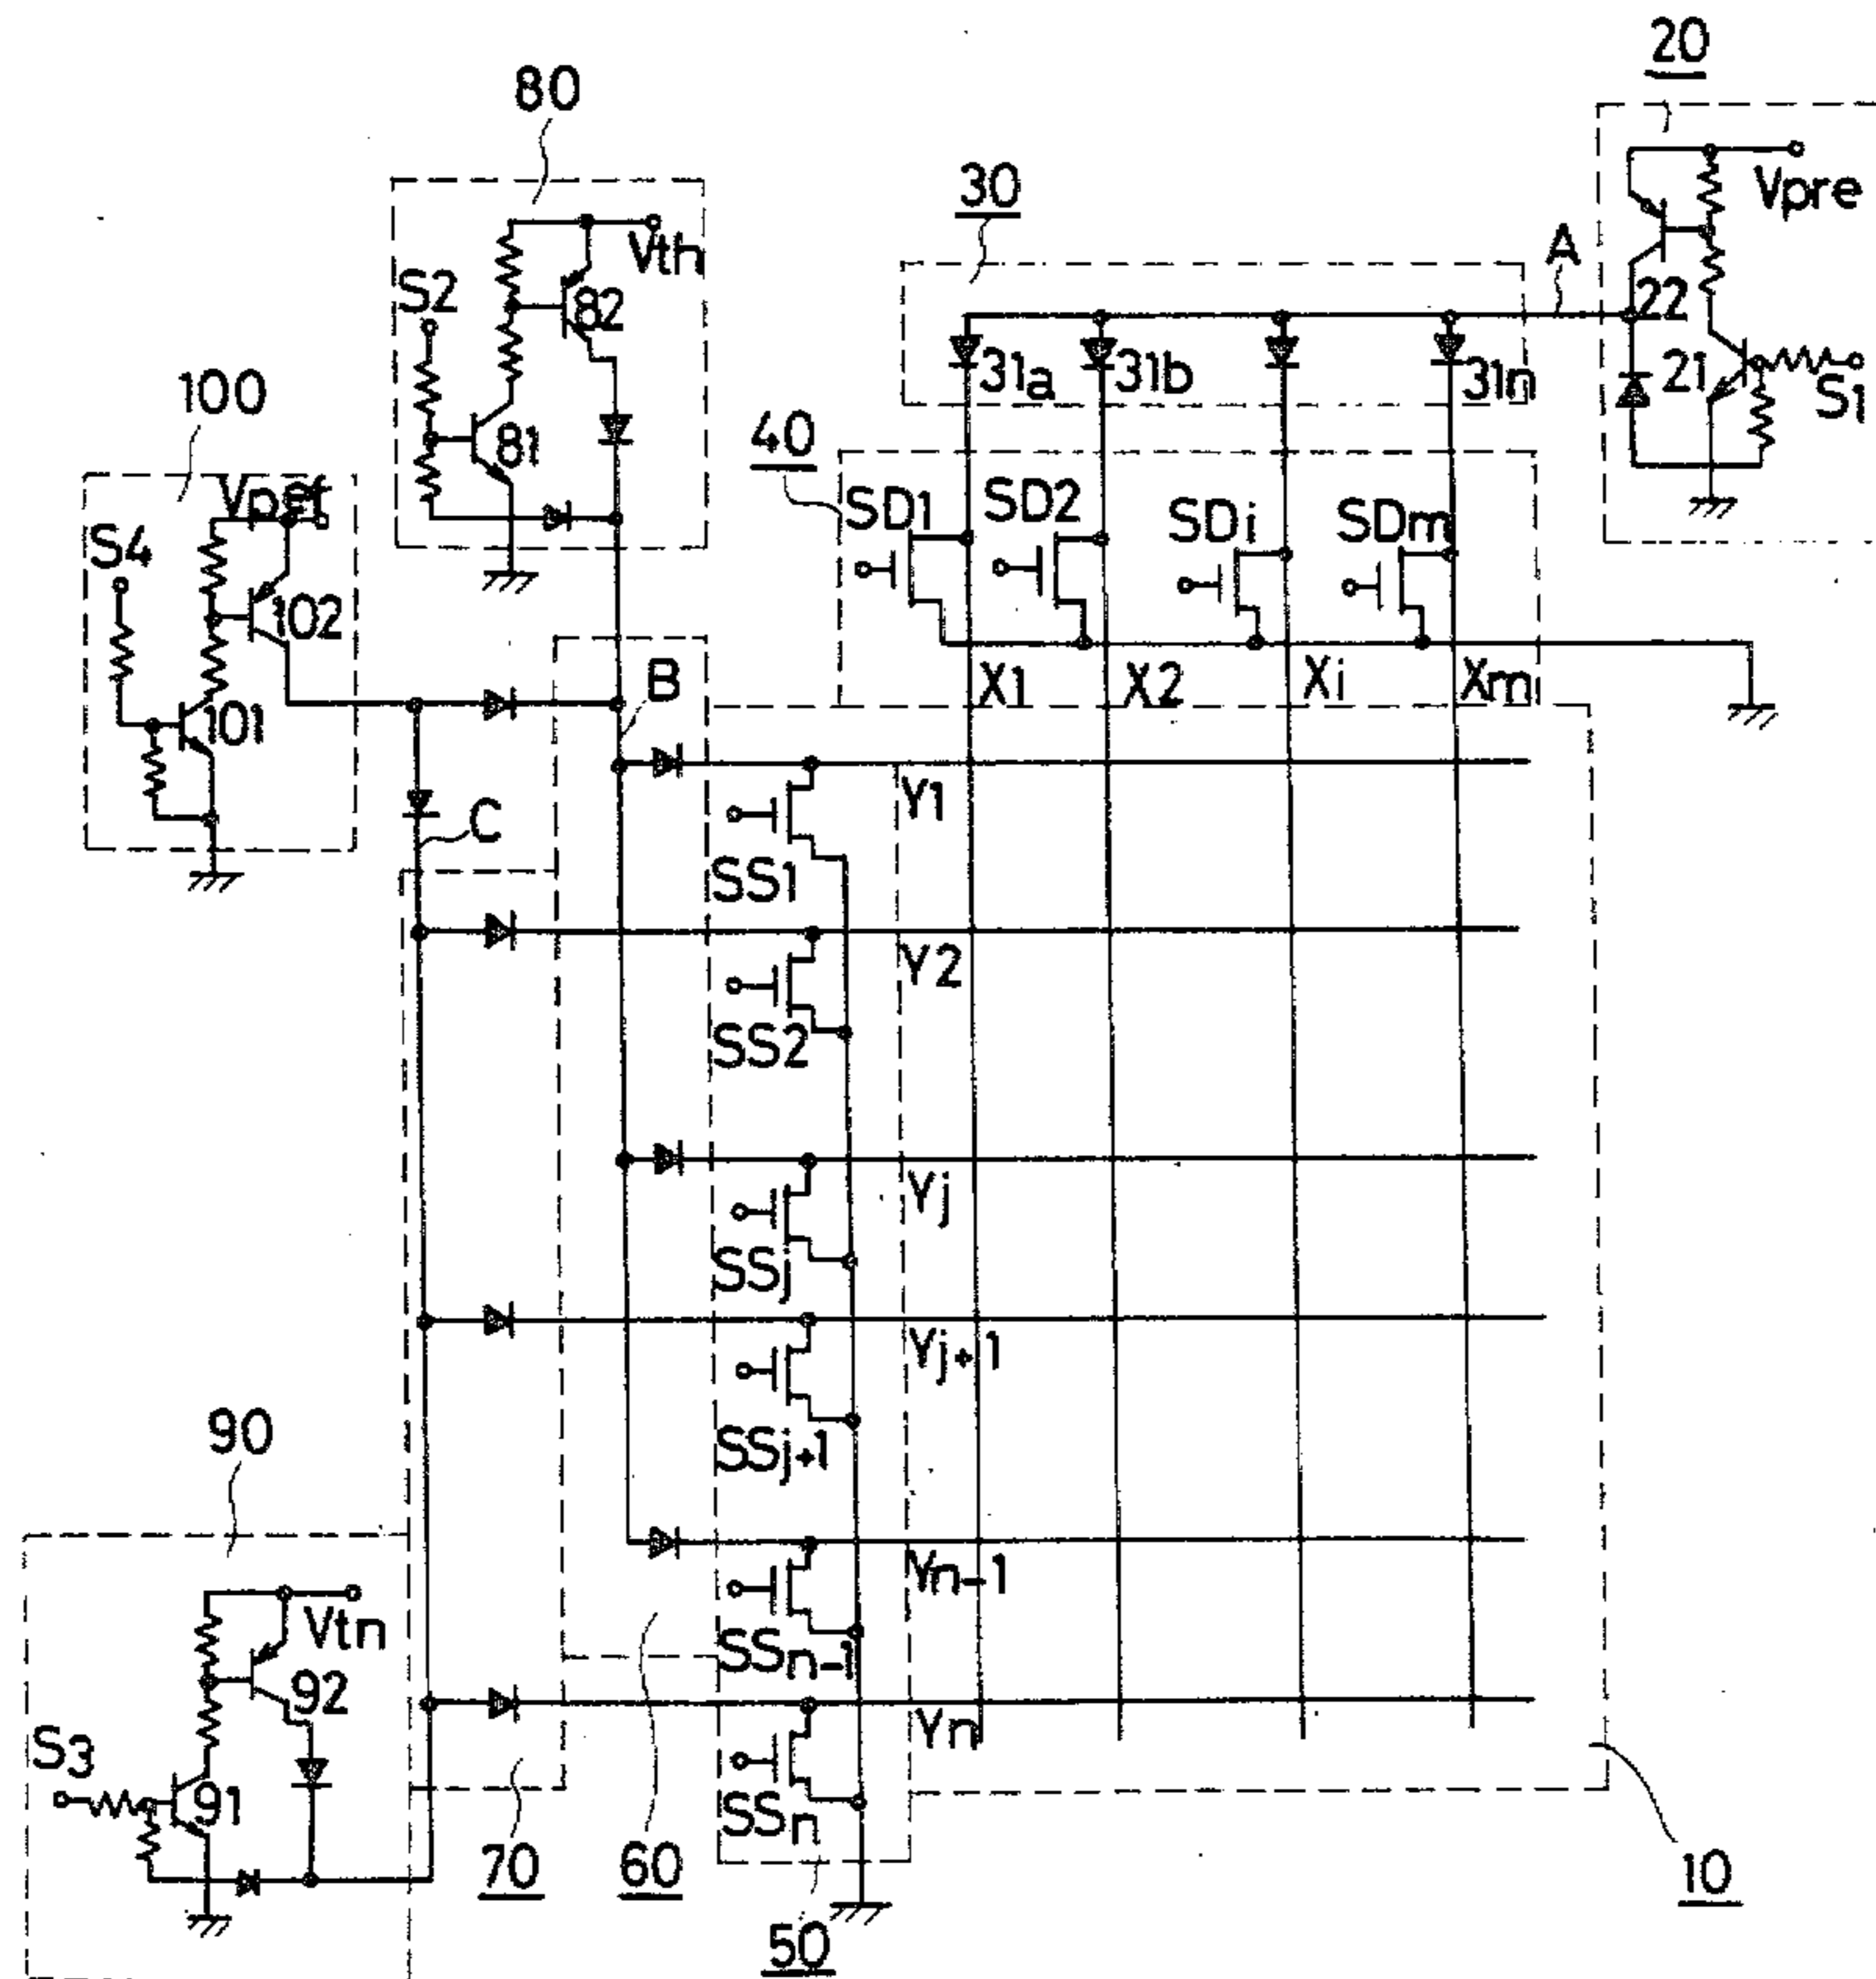 20
80
Vpre
30
A
Vth
S2
82
22
31a
31b
31n
21
S1
100
40
81
Vpef
SD1
SD2
SDi
SDm
S4
102
B
X1
X2
Xi
Xm
101
C
Y1
SS1
Y2
SS2
Yj
SSj
Yj+1
SSj+1
90
Yn-1
Vtn
SSn-1
92
Yn
S3
91
SSn
70
60
10
50